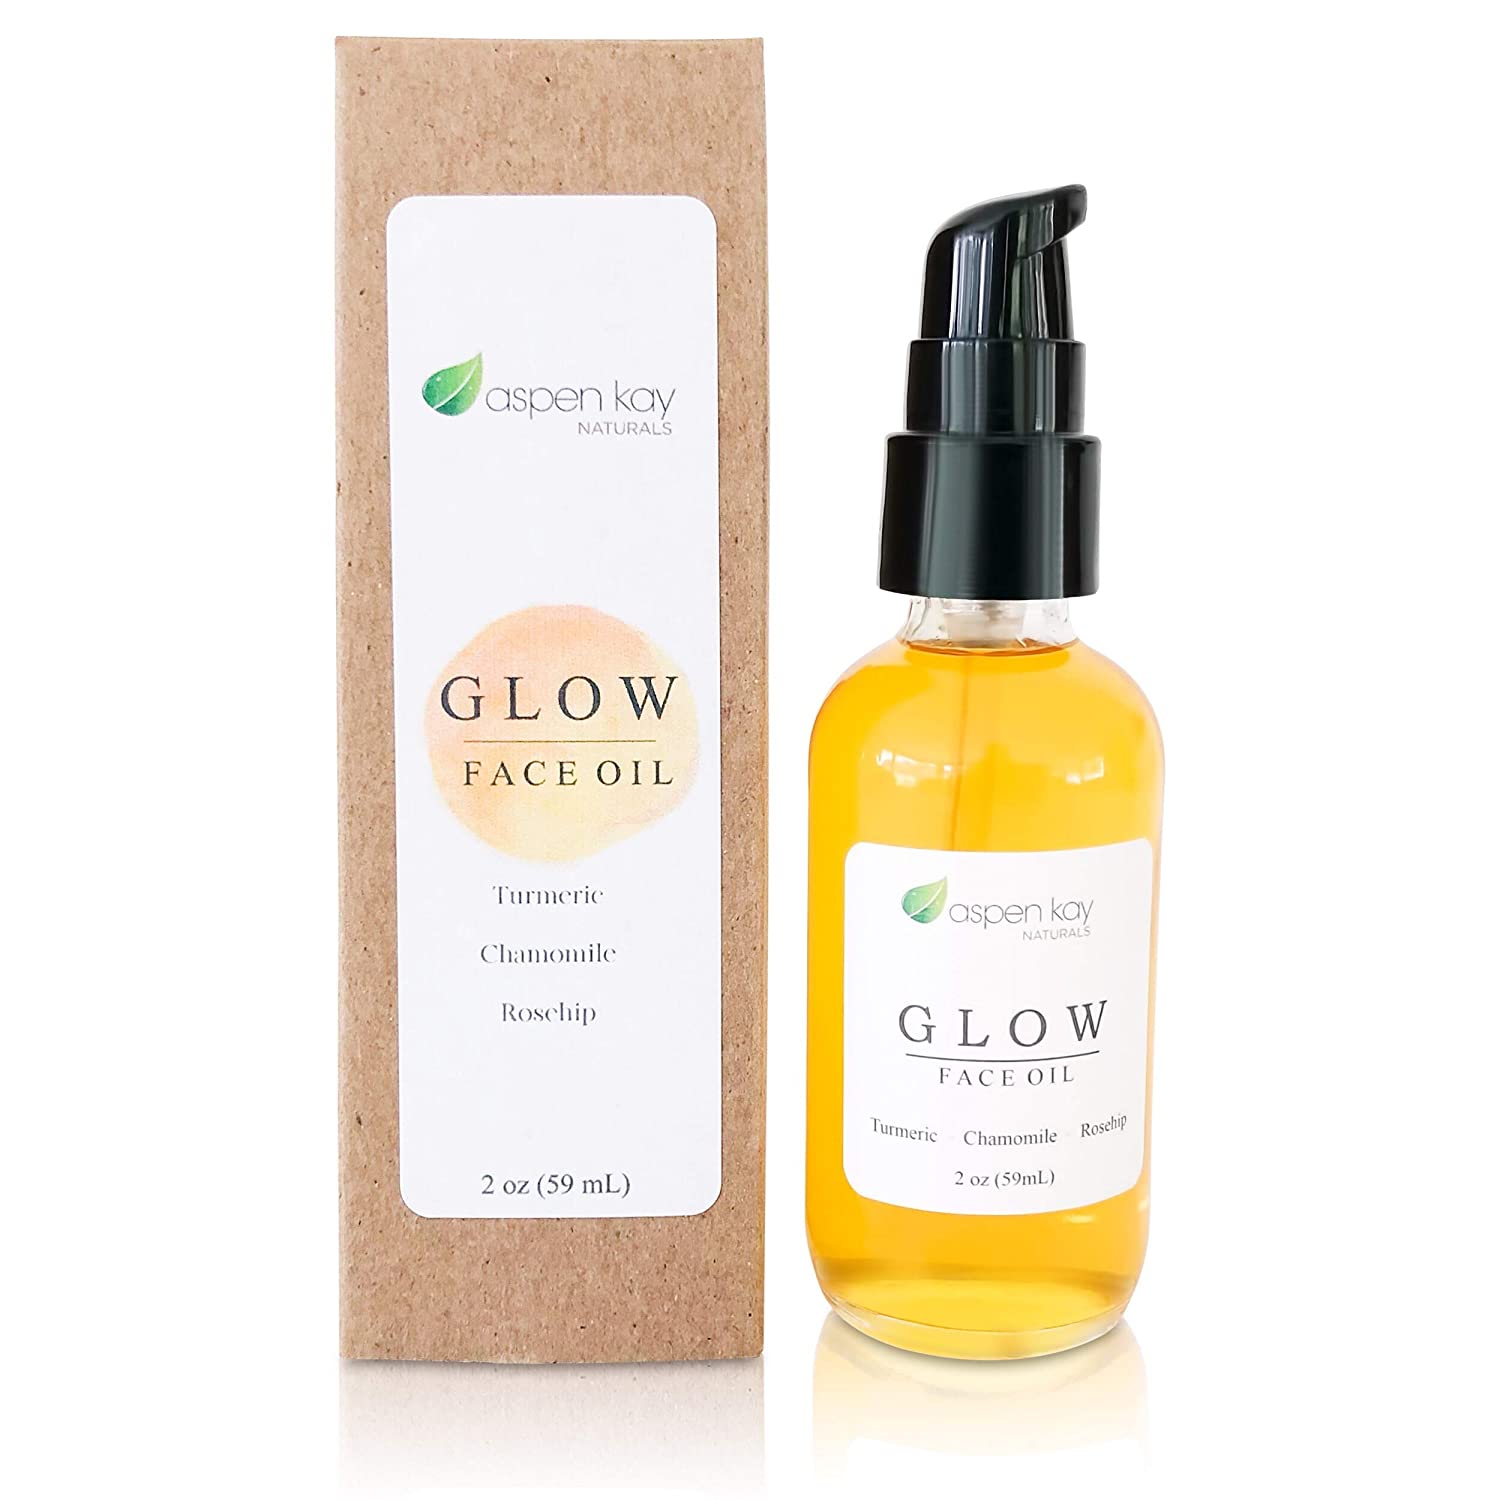 aspen kay
NATURALS
GLOW
FACE OIL
Turmeric
Chamomile
Rosehip
2 oz (59 mL)
aspen kay
NATURALS
GLOW
FACE OIL
Turmeric Chamomile Rosehip
2 oz (59mL)